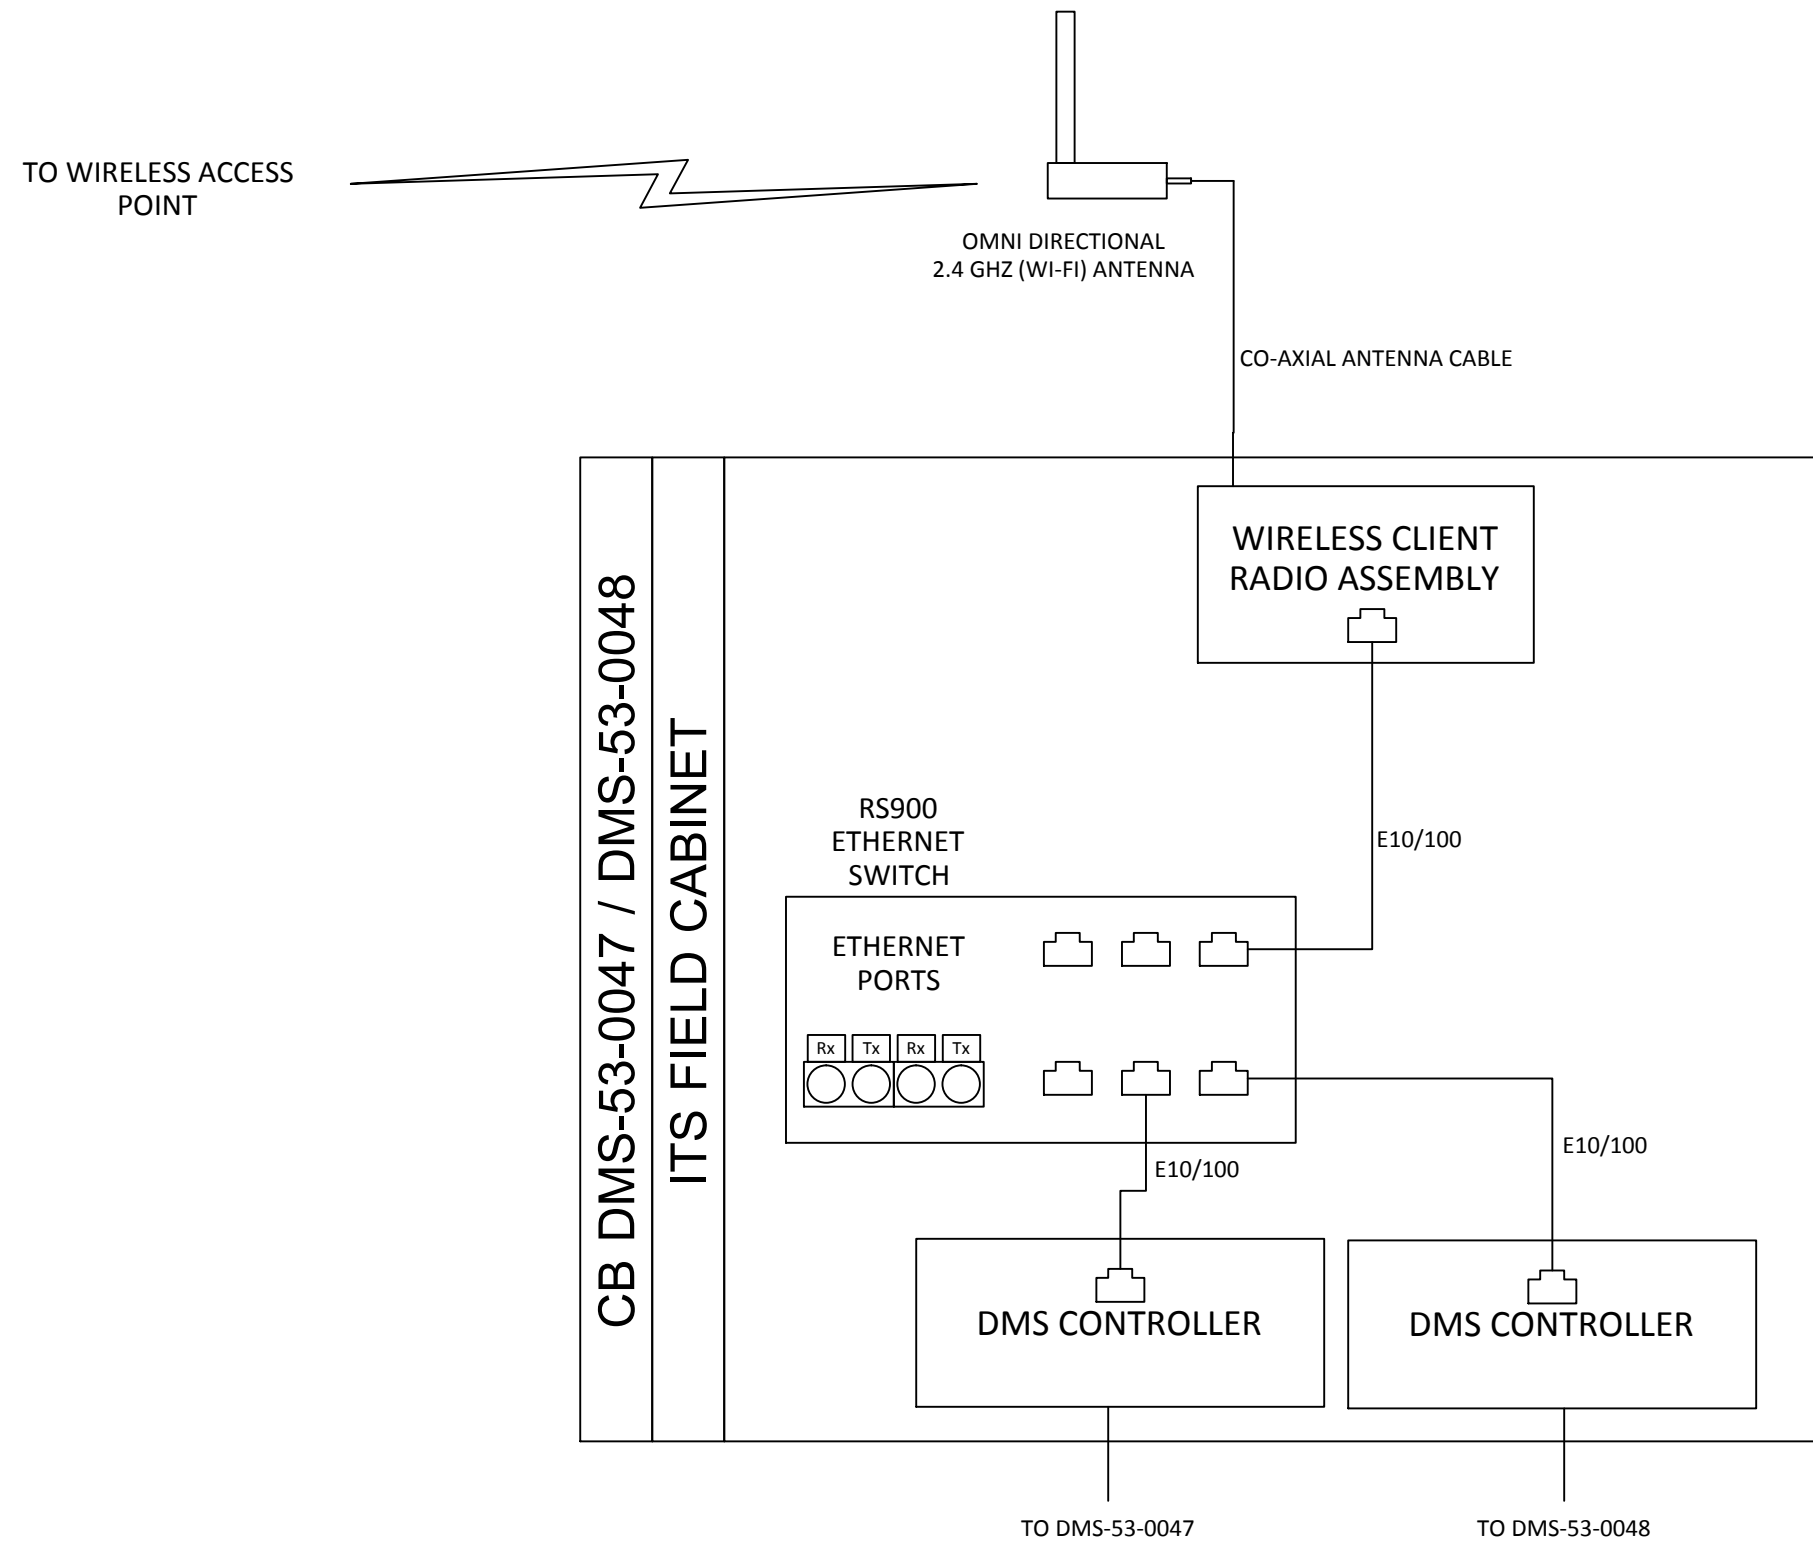 TO WIRELESS ACCESS
POINT
OMNI DIRECTIONAL
2.4 GHZ (WI-FI) ANTENNA
CO-AXIAL ANTENNA CABLE
CB DMS-53-0047 / DMS-53-0048
ITS FIELD CABINET
WIRELESS CLIENT
RADIO ASSEMBLY
RS900
ETHERNET
SWITCH
E10/100
ETHERNET
PORTS
Rx Tx Rx Tx
E10/100
E10/100
DMS CONTROLLER
DMS CONTROLLER
TO DMS-53-0047
TO DMS-53-0048